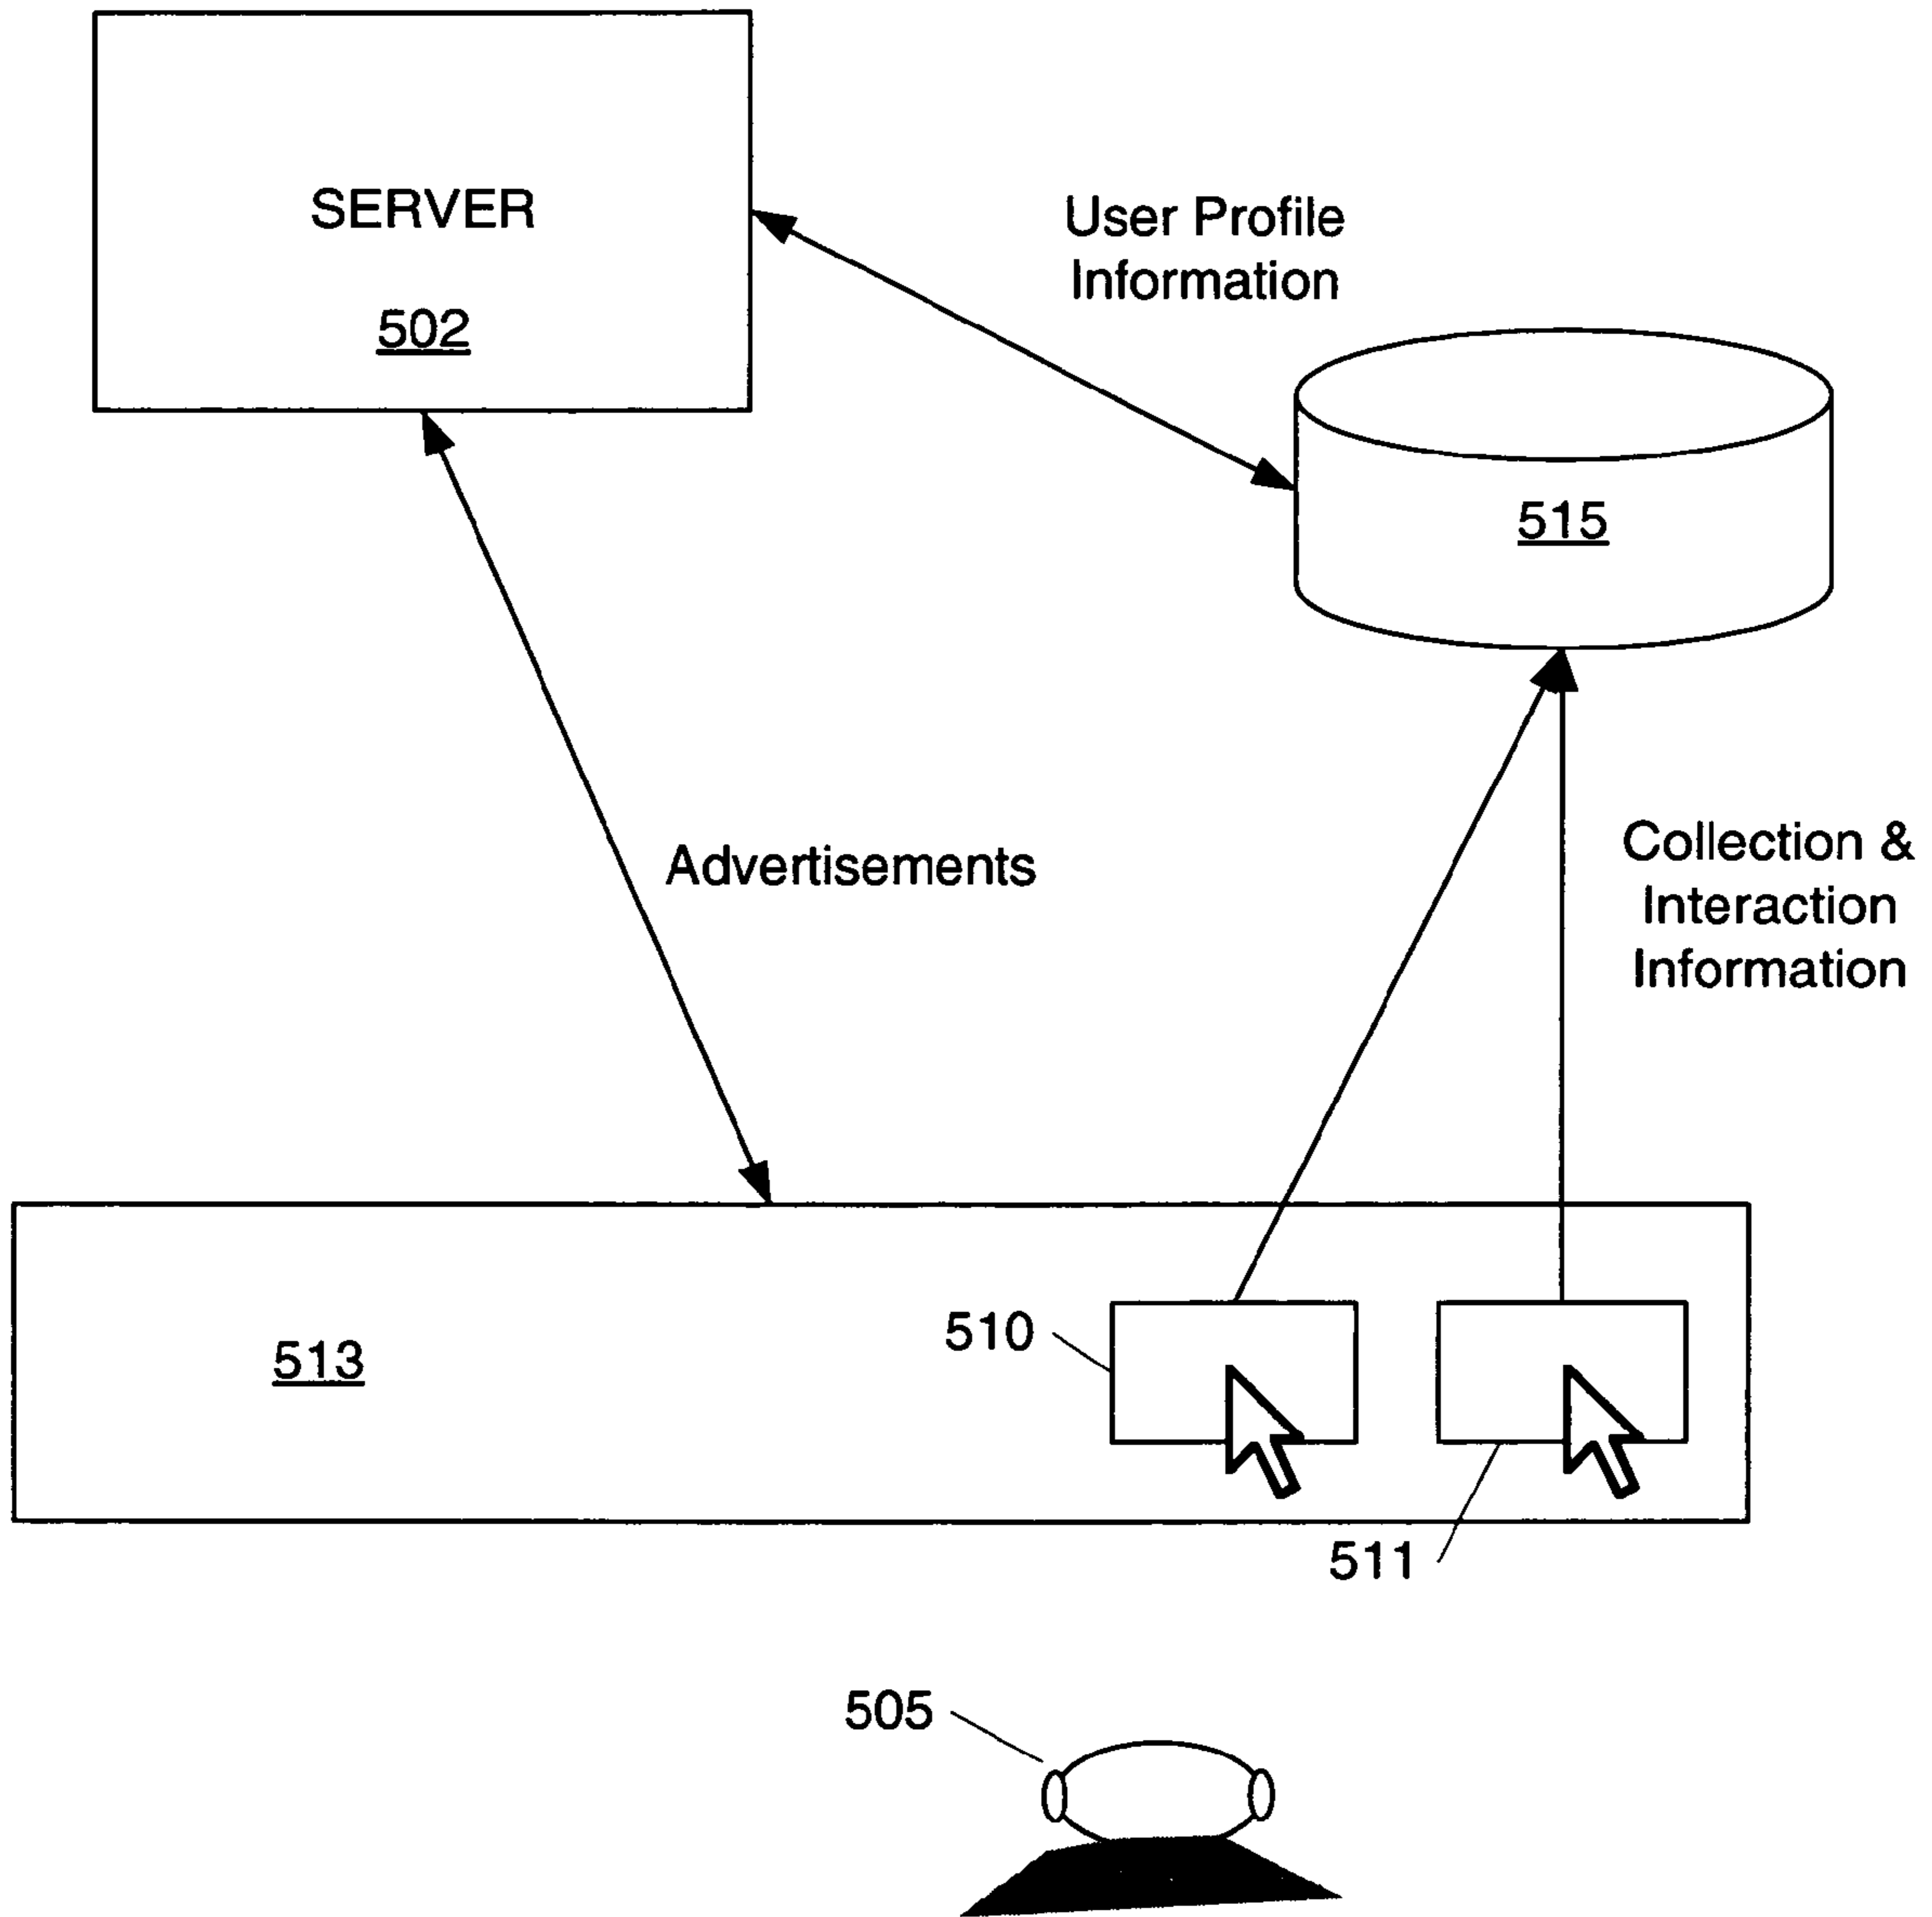 SERVER
502
User Profile
Information
515
Advertisements
Collection &
Interaction
Information
513
510
511
505